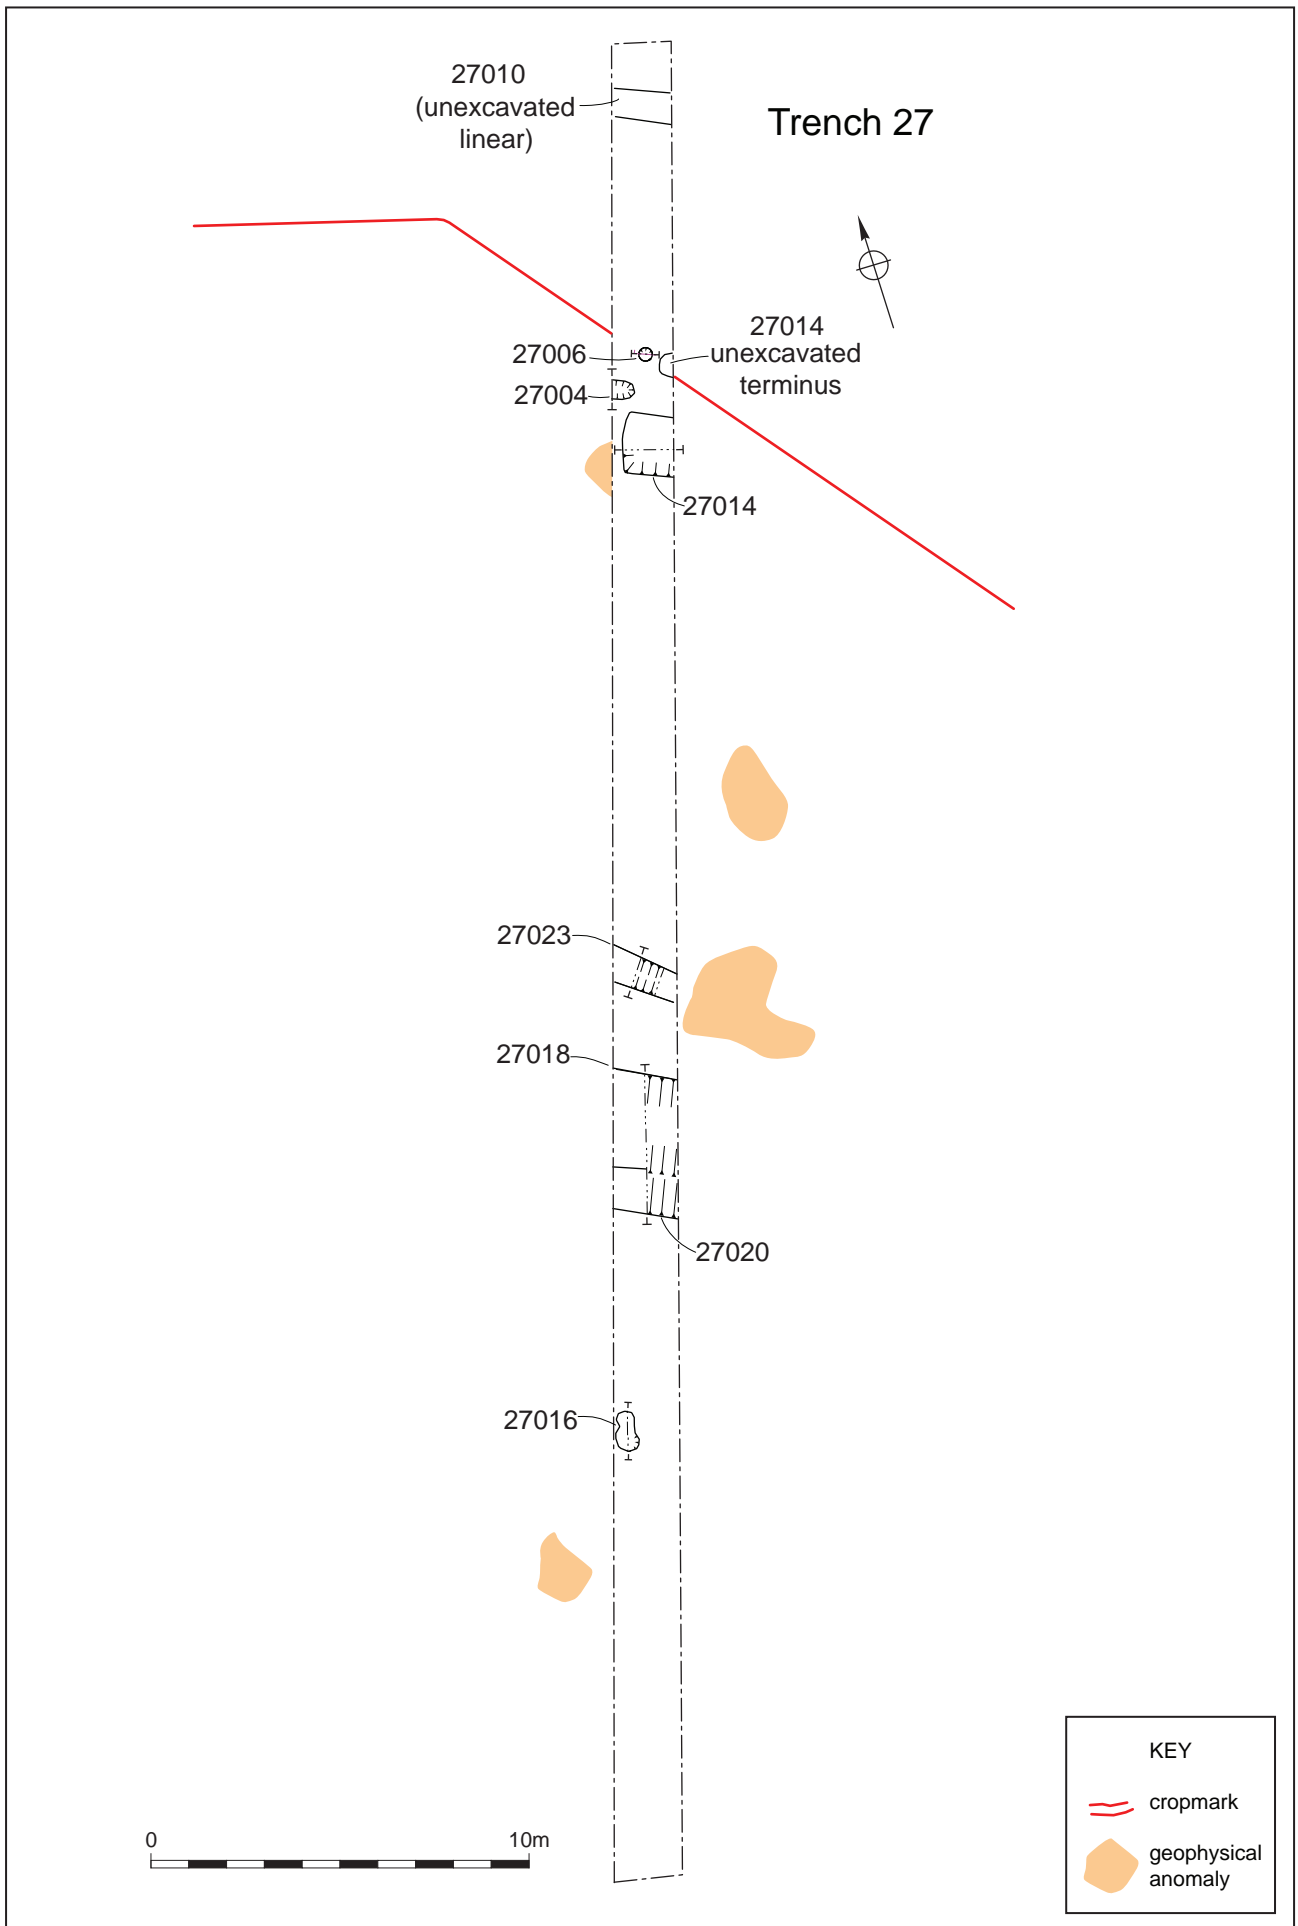 27010
(unexcavated
linear)
Trench 27
27006
27014
unexcavated
terminus
27004
27014
27023
27018
27020
27016
0 10m
KEY
cropmark
geophysical
anomaly